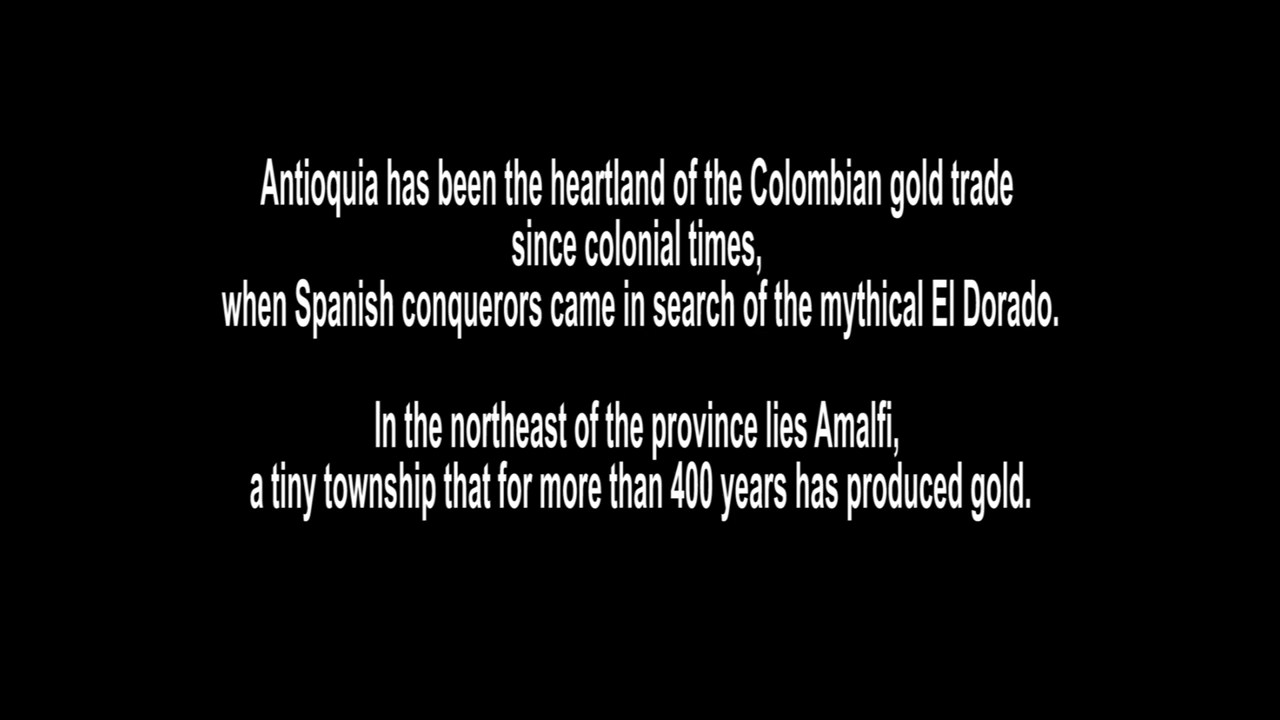 Antioquia has been the heartland of the Colombian gold trade
since colonial times,
when Spanish conquerors came in search of the mythical El Dorado.
In the northeast of the province lies Amalfi,
a tiny township that for more than 400 years has produced gold.